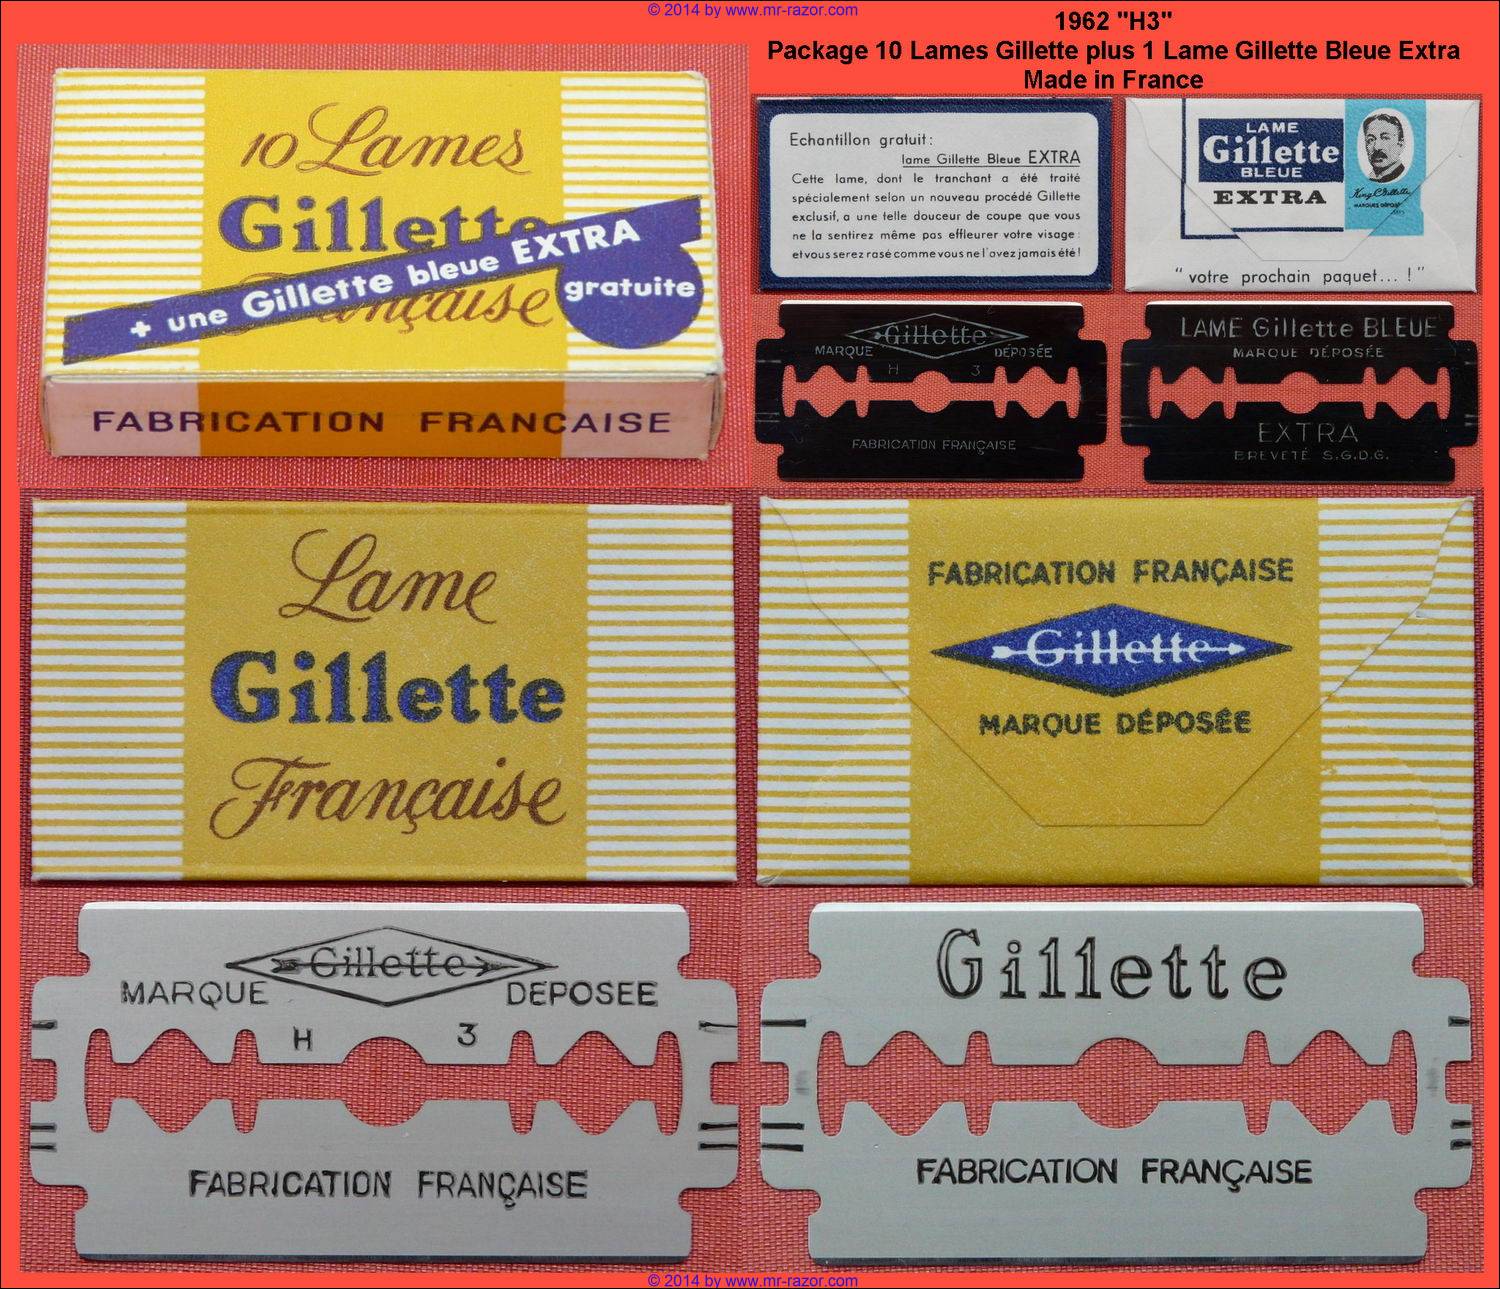 © 2014 by www.mr-razor.com
1962 "H3"
Package 10 Lames Gillette plus 1 Lame Gillette Bleue Extra
Made in France
10 Lames
Gillette
Française
+ une Gillette bleue EXTRA
gratuite
FABRICATION FRANÇAISE
Echantillon gratuit :
lame Gillette Bleue EXTRA
Cette lame, dont le tranchant a été traité
spécialement selon un nouveau procédé Gillette
exclusif, a une telle douceur de coupe que vous
ne la sentirez même pas effleurer votre visage :
et vous serez rasé comme vous ne l'avez jamais été !
LAME
Gillette
BLEUE
EXTRA
King C Gillette
MARQUES DÉPOSÉES
" votre prochain paquet... ! "
Gillette
MARQUE DÉPOSÉE
H 3
FABRICATION FRANÇAISE
LAME Gillette BLEUE
MARQUE DÉPOSÉE
EXTRA
BREVETÉ S.G.D.G.
Lame
Gillette
Française
FABRICATION FRANÇAISE
Gillette
MARQUE DÉPOSÉE
Gillette
MARQUE DEPOSEE
H 3
FABRICATION FRANÇAISE
Gillette
FABRICATION FRANÇAISE
© 2014 by www.mr-razor.com